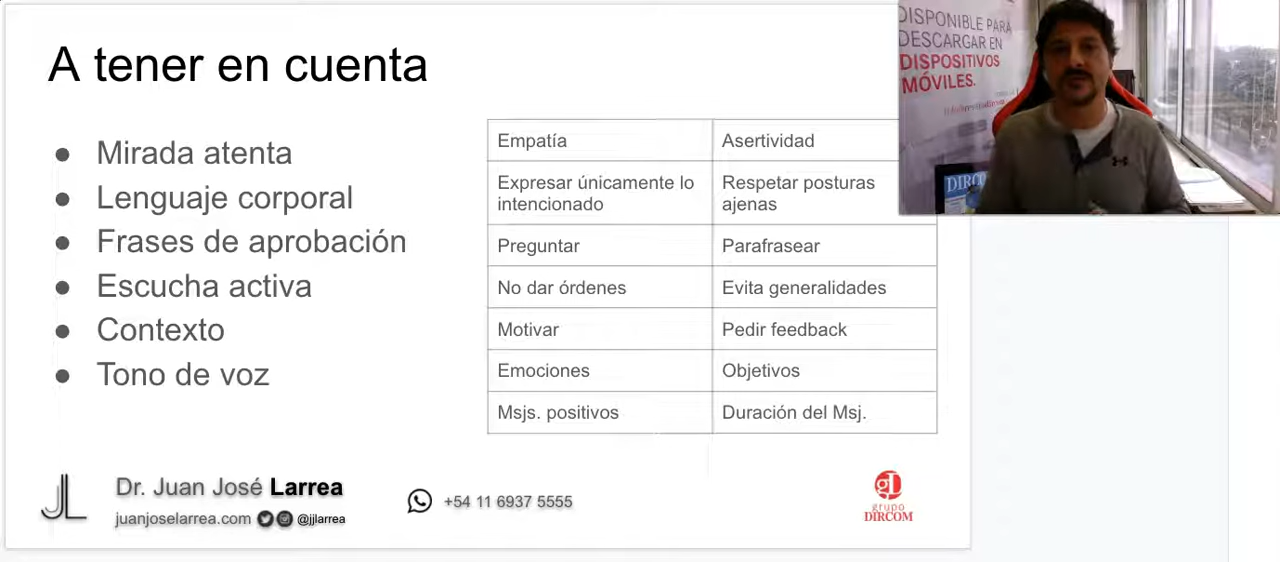 A tener en cuenta
Mirada atenta
Lenguaje corporal
Frases de aprobación
Escucha activa
Contexto
Tono de voz
Empatía
Asertividad
Expresar únicamente lo
intencionado
Respetar posturas
ajenas
Preguntar
Parafrasear
No dar órdenes
Evita generalidades
Motivar
Pedir feedback
Emociones
Objetivos
Msjs. positivos
Duración del Msj.
JL
Dr. Juan José Larrea
juanjoselarrea.com @jjlarrea
+54 11 6937 5555
gD
grupo
DIRCOM
DISPONIBLE PARA
DESCARGAR EN
DISPOSITIVOS
MÓVILES.